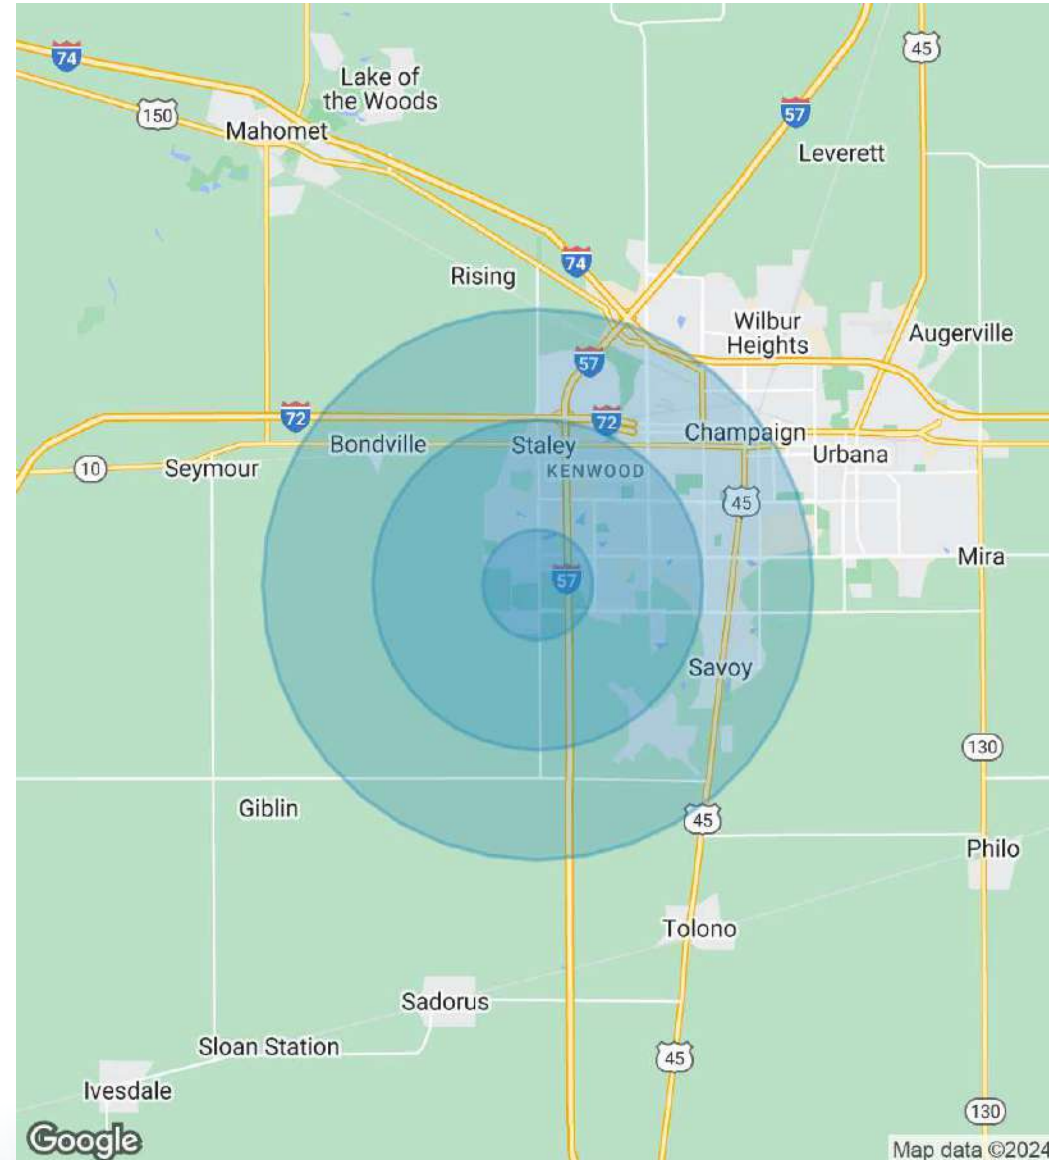 74
45
Lake of
the Woods
150
57
Mahomet
Leverett
74
Rising
Wilbur
Heights
Augerville
57
72
72
Bondville
Staley
Champaign
Urbana
10
Seymour
KENWOOD
45
Mira
57
Savoy
130
Giblin
45
Philo
Tolono
Sadorus
Sloan Station
45
Ivesdale
130
Google
Map data ©2024